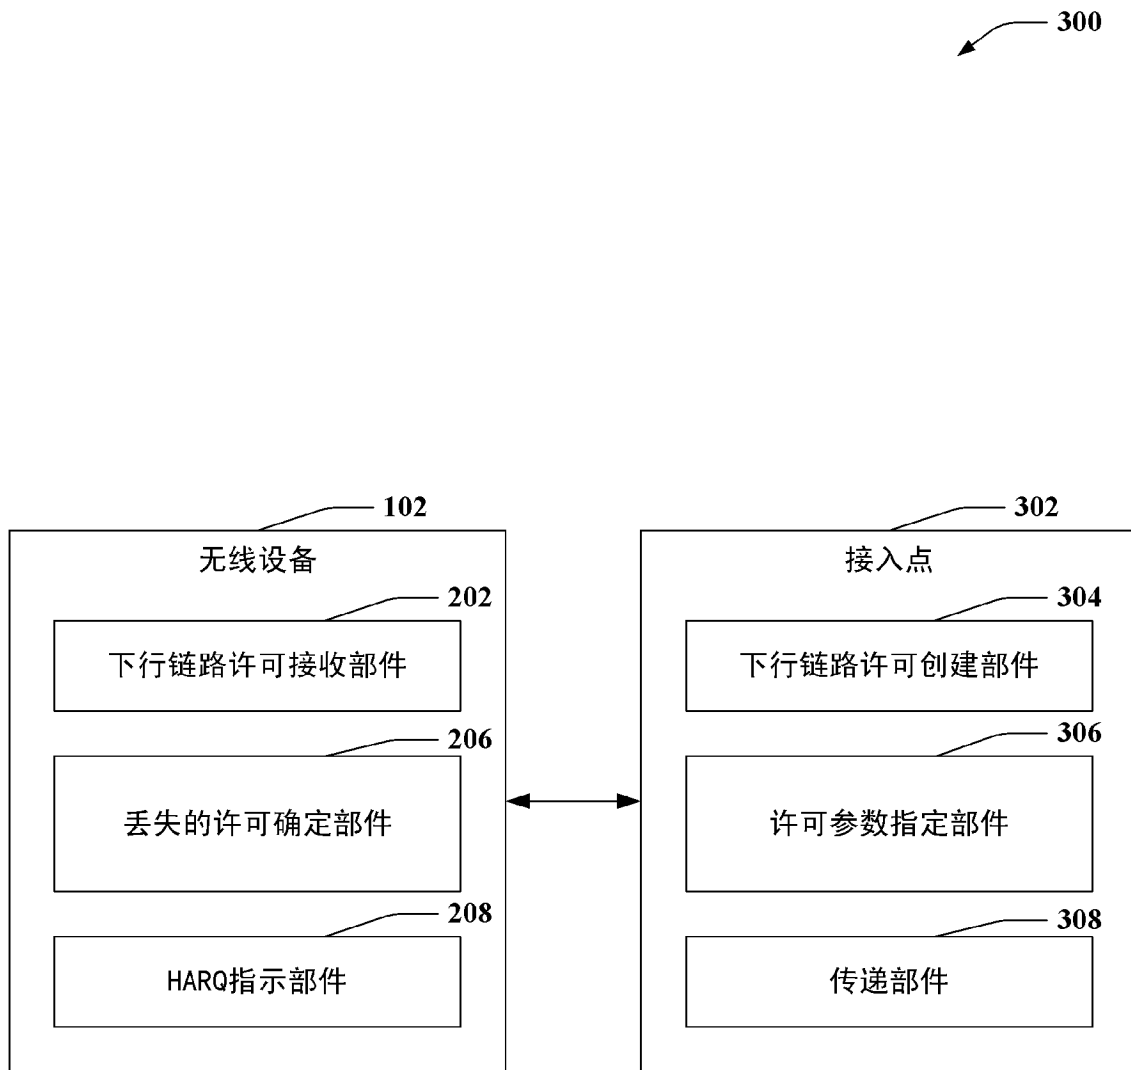 300
102
无线设备
202
下行链路许可接收部件
206
丢失的许可确定部件
208
HARQ指示部件
302
接入点
304
下行链路许可创建部件
306
许可参数指定部件
308
传递部件